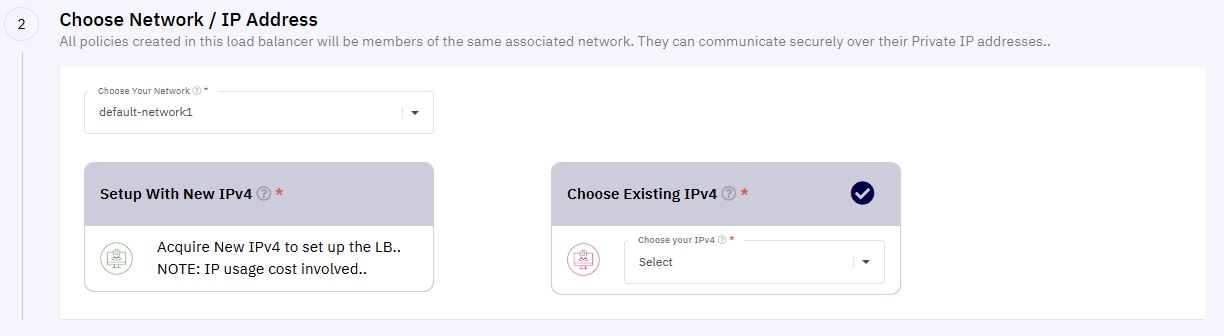 2
Choose Network / IP Address
All policies created in this load balancer will be members of the same associated network. They can communicate securely over their Private IP addresses..
Choose Your Network ? *
default-network1
Setup With New IPv4 ? *
Acquire New IPv4 to set up the LB..
NOTE: IP usage cost involved..
Choose Existing IPv4 ? *
Choose your IPv4 ? *
Select